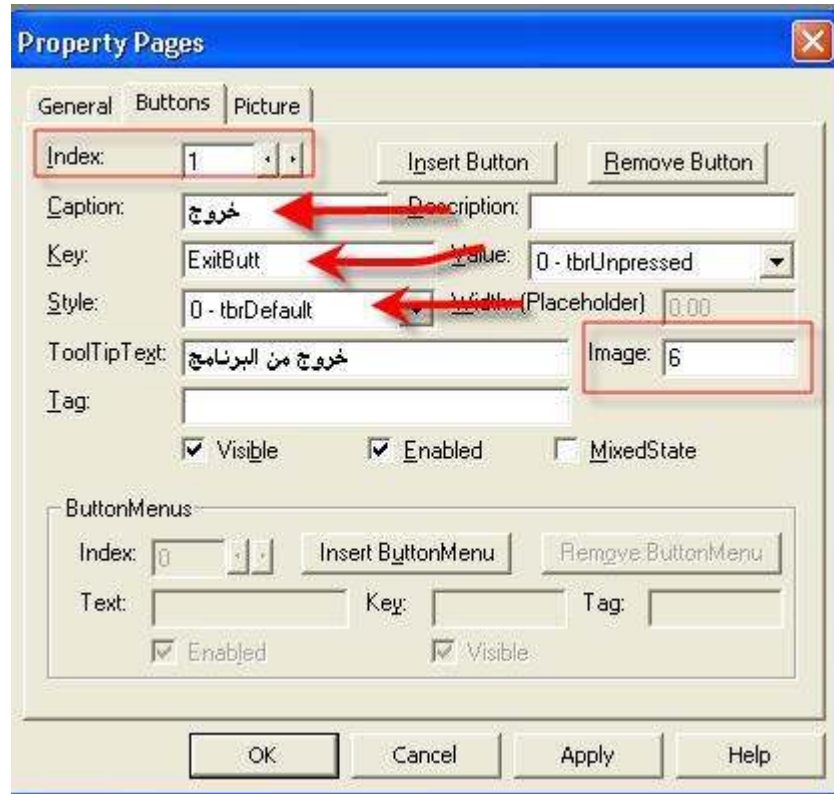 Property Pages
General Buttons Picture
Index: 1 Insert Button Remove Button
Caption: خروج Description:
Key: ExitButt Value: 0 - tbrUnpressed
Style: 0 - tbrDefault Width: (Placeholder) 0.00
ToolTipText: خروج من البرنامج Image: 6
Tag:
Visible Enabled MixedState
ButtonMenus
Index: 0 Insert ButtonMenu Remove ButtonMenu
Text: Key: Tag:
Enabled Visible
OK Cancel Apply Help